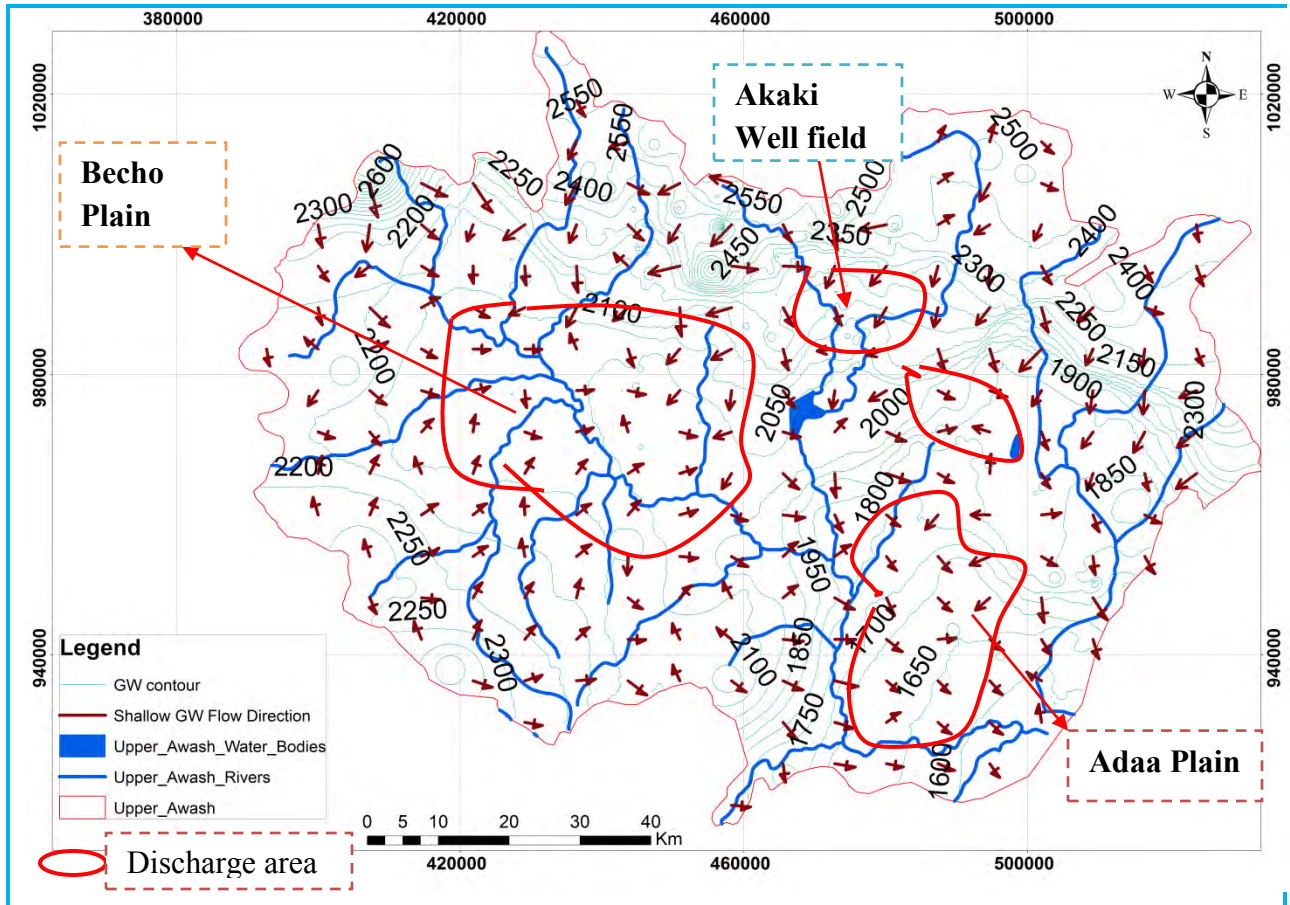 380000
420000
460000
500000
1020000
1020000
N
W
E
S
Akaki
Well field
Becho
Plain
2550
2550
2500
2600
2250
2400
2300
2200
2550
2500
2350
2450
2400
2300
2400
2100
2250
2150
2200
1900
980000
980000
2050
2000
2300
2200
1850
1800
2250
1950
2250
1700
Legend
GW contour
Shallow GW Flow Direction
Upper_Awash_Water_Bodies
Upper_Awash_Rivers
Upper_Awash
2300
2100
1850
1650
940000
940000
1750
1600
Adaa Plain
0 5 10 20 30 40
Km
Discharge area
420000
460000
500000